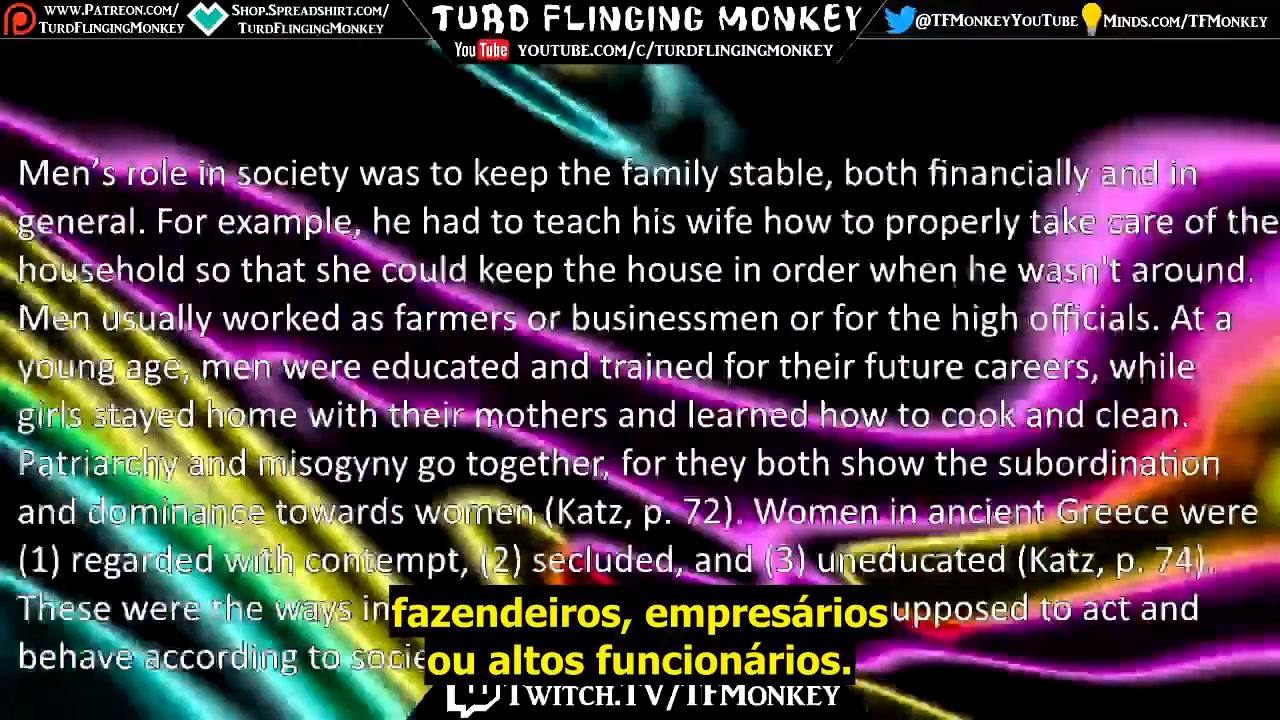 www.Patreon.com/
TurdFlingingMonkey
Shop.Spreadshirt.com/
TurdFlingingMonkey
TURD FLINGING MONKEY
YouTube youtube.com/c/turdflingingmonkey
@TFMonkeyYouTube
Minds.com/TFMonkey
Men’s role in society was to keep the family stable, both financially and in
general. For example, he had to teach his wife how to properly take care of the
household so that she could keep the house in order when he wasn't around.
Men usually worked as farmers or businessmen or for the high officials. At a
young age, men were educated and trained for their future careers, while
girls stayed home with their mothers and learned how to cook and clean.
Patriarchy and misogyny go together, for they both show the subordination
and dominance towards women (Katz, p. 72). Women in ancient Greece were
(1) regarded with contempt, (2) secluded, and (3) uneducated (Katz, p. 74).
These were the ways in upposed to act and
behave according to
fazendeiros, empresários
ou altos funcionários.
Twitch.TV/TFMonkey